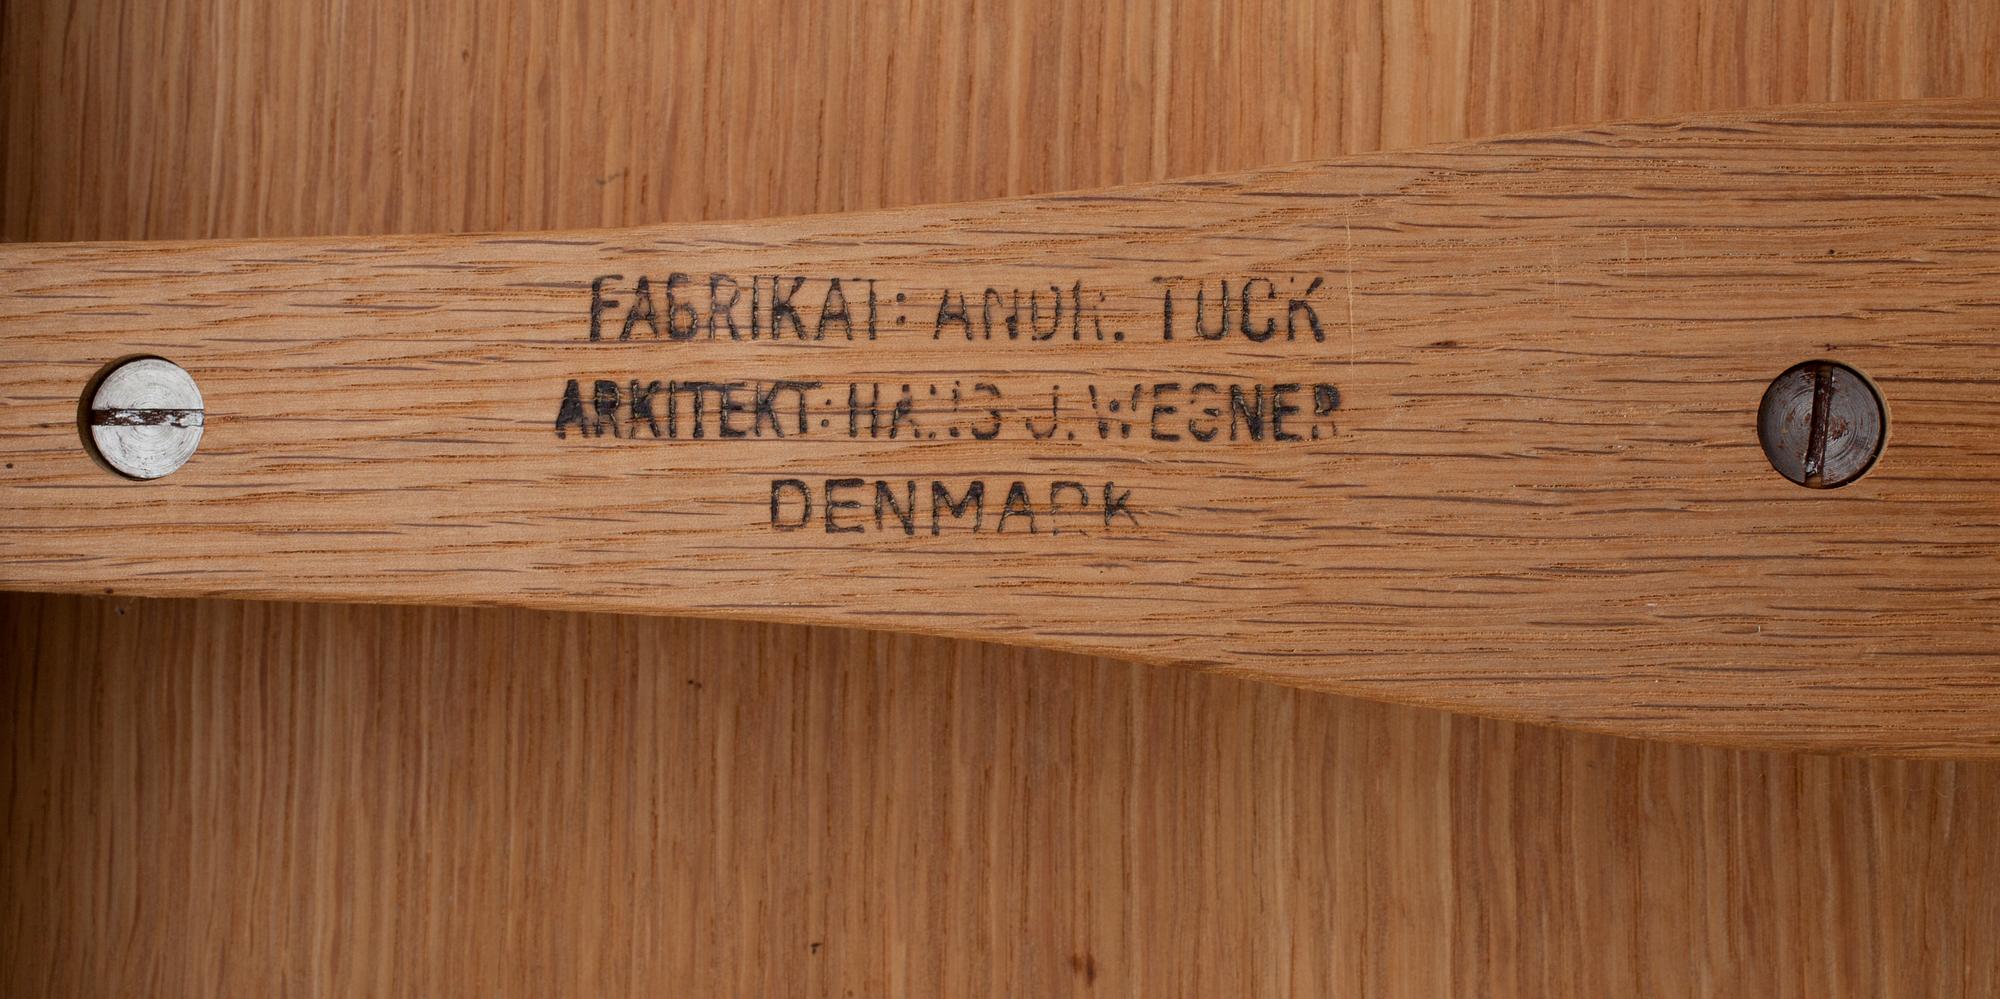 FABRIKAT: ANDR. TUCK
ARKITEKT: HANS J. WEGNER
DENMARK